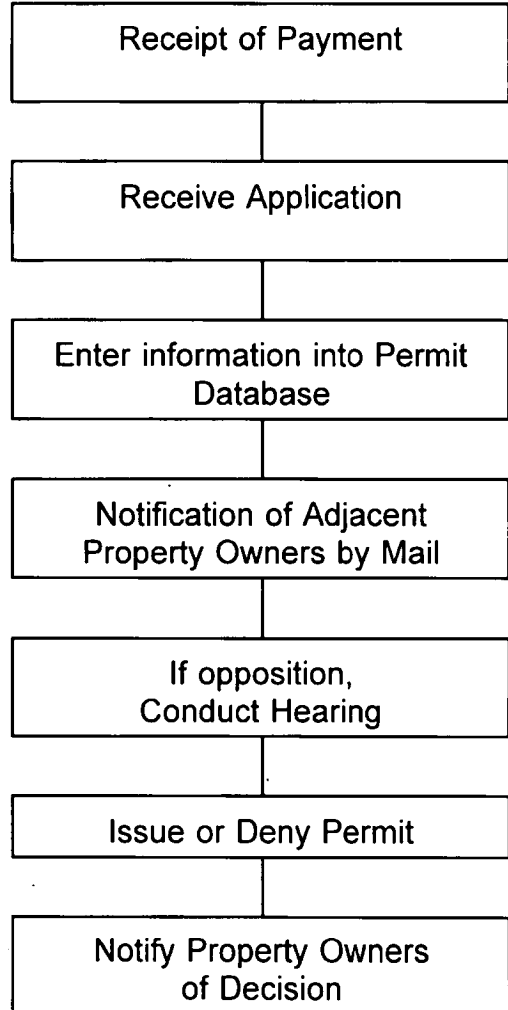 Receipt of Payment
Receive Application
Enter information into Permit
Database
Notification of Adjacent
Property Owners by Mail
If opposition,
Conduct Hearing
Issue or Deny Permit
Notify Property Owners
of Decision